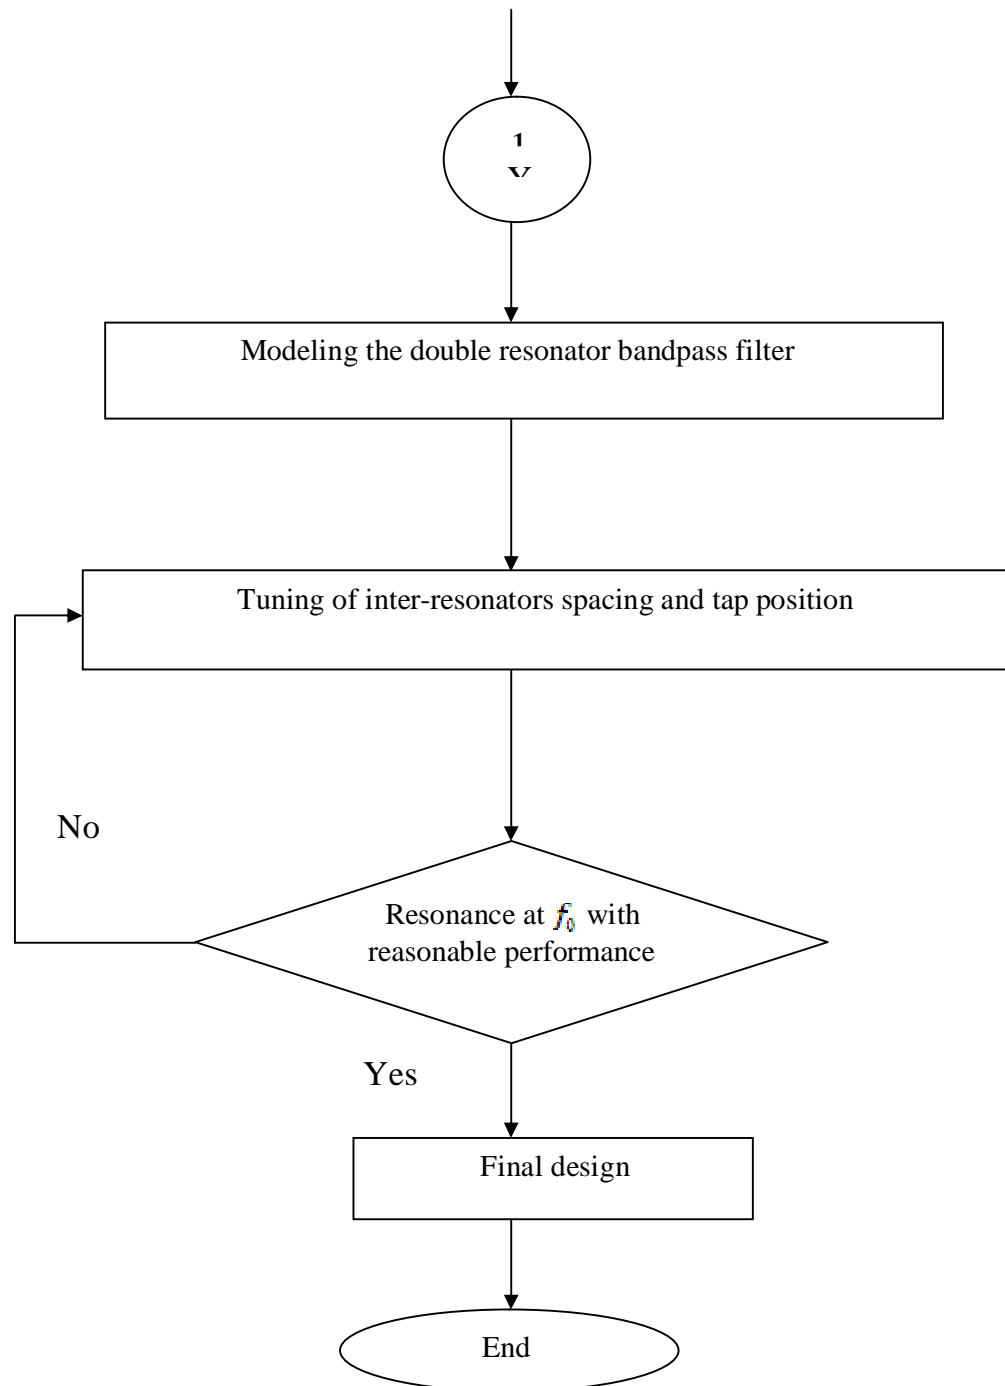 Modeling the double resonator bandpass filter
Tuning of inter-resonators spacing and tap position
No
Resonance at f₀ with
reasonable performance
Yes
Final design
End